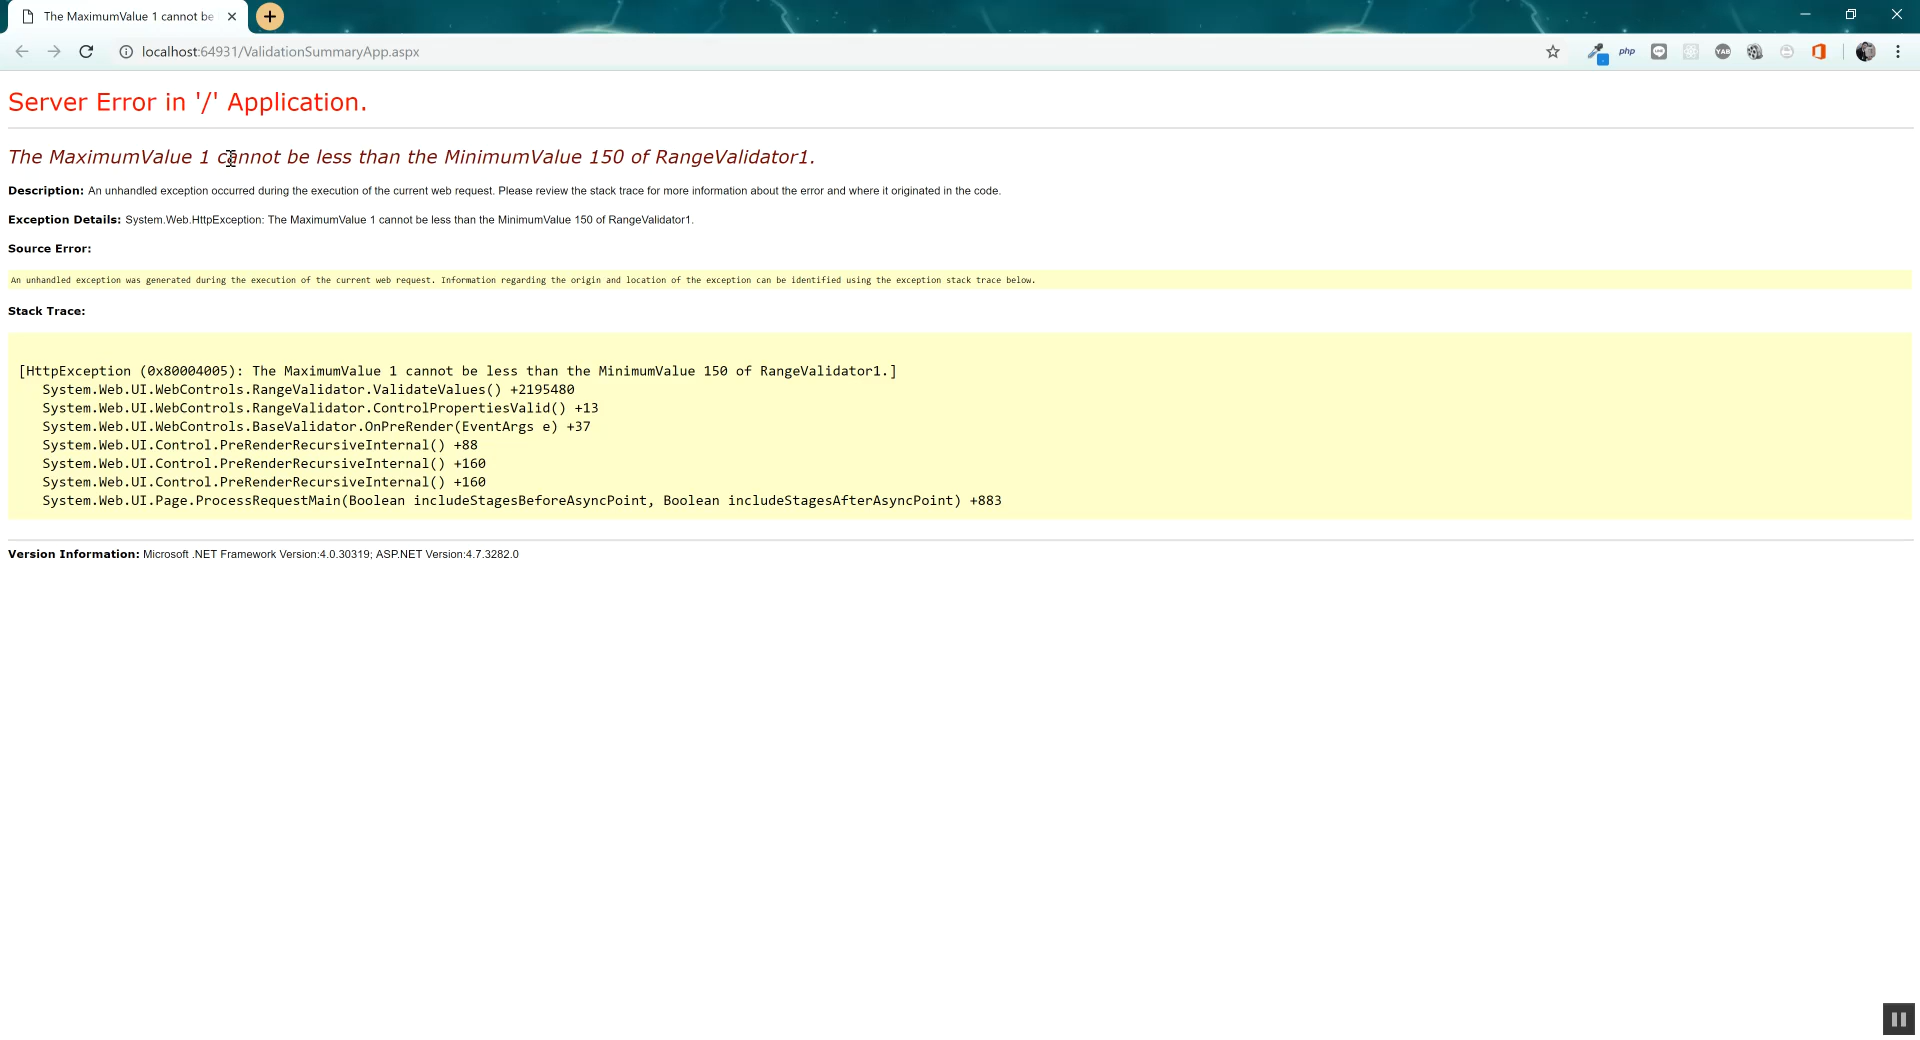 The MaximumValue 1 cannot be
localhost:64931/ValidationSummaryApp.aspx
php
YAB
Server Error in '/' Application.
The MaximumValue 1 cannot be less than the MinimumValue 150 of RangeValidator1.
Description: An unhandled exception occurred during the execution of the current web request. Please review the stack trace for more information about the error and where it originated in the code.
Exception Details: System.Web.HttpException: The MaximumValue 1 cannot be less than the MinimumValue 150 of RangeValidator1.
Source Error:
An unhandled exception was generated during the execution of the current web request. Information regarding the origin and location of the exception can be identified using the exception stack trace below.
Stack Trace:
[HttpException (0x80004005): The MaximumValue 1 cannot be less than the MinimumValue 150 of RangeValidator1.]
System.Web.UI.WebControls.RangeValidator.ValidateValues() +2195480
System.Web.UI.WebControls.RangeValidator.ControlPropertiesValid() +13
System.Web.UI.WebControls.BaseValidator.OnPreRender(EventArgs e) +37
System.Web.UI.Control.PreRenderRecursiveInternal() +88
System.Web.UI.Control.PreRenderRecursiveInternal() +160
System.Web.UI.Control.PreRenderRecursiveInternal() +160
System.Web.UI.Page.ProcessRequestMain(Boolean includeStagesBeforeAsyncPoint, Boolean includeStagesAfterAsyncPoint) +883
Version Information: Microsoft .NET Framework Version:4.0.30319; ASP.NET Version:4.7.3282.0